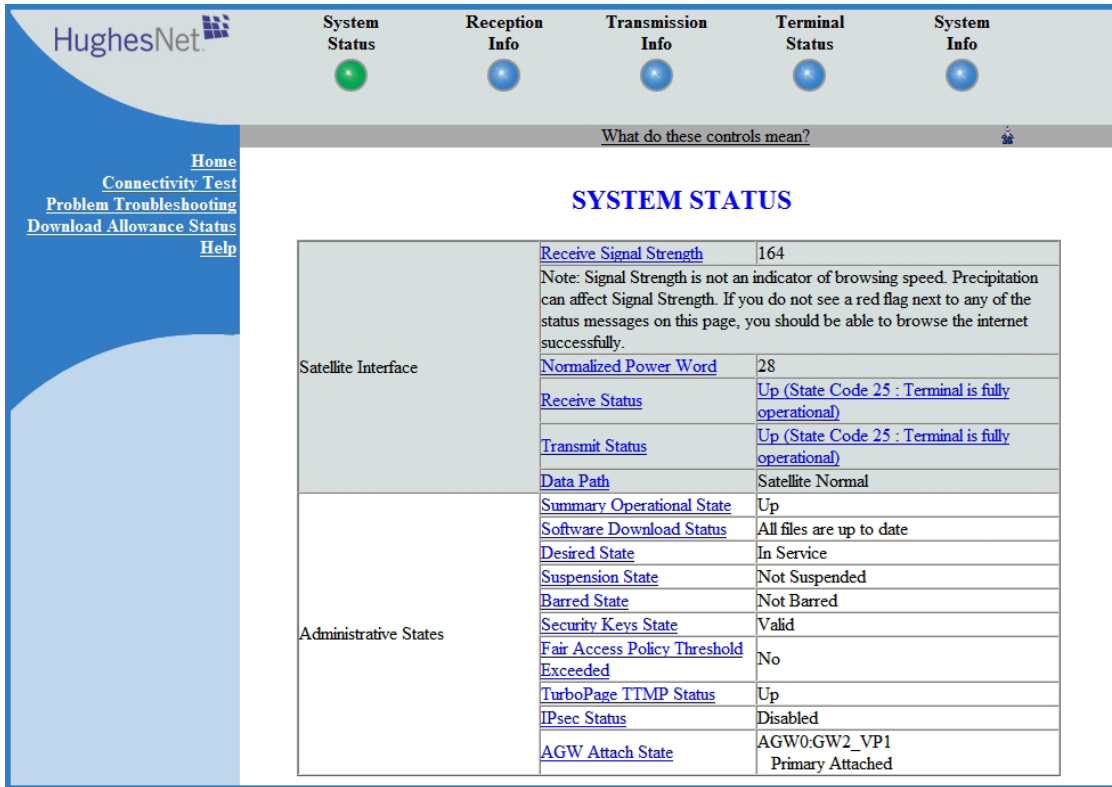 HughesNet.
System Status
Reception Info
Transmission Info
Terminal Status
System Info
What do these controls mean?
Home
Connectivity Test
Problem Troubleshooting
Download Allowance Status
Help
SYSTEM STATUS
Satellite Interface
Receive Signal Strength 164
Note: Signal Strength is not an indicator of browsing speed. Precipitation
can affect Signal Strength. If you do not see a red flag next to any of the
status messages on this page, you should be able to browse the internet
successfully.
Normalized Power Word 28
Receive Status Up (State Code 25 : Terminal is fully
operational)
Transmit Status Up (State Code 25 : Terminal is fully
operational)
Data Path Satellite Normal
Administrative States
Summary Operational State Up
Software Download Status All files are up to date
Desired State In Service
Suspension State Not Suspended
Barred State Not Barred
Security Keys State Valid
Fair Access Policy Threshold
Exceeded No
TurboPage TTMP Status Up
IPsec Status Disabled
AGW Attach State AGW0:GW2_VP1
Primary Attached